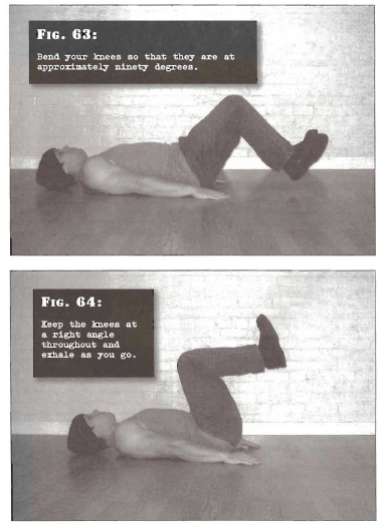 FIG. 63:
Bend your knees so that they are at
approximately ninety degrees.
FIG. 64:
Keep the knees at
a right angle
throughout and
exhale as you go.